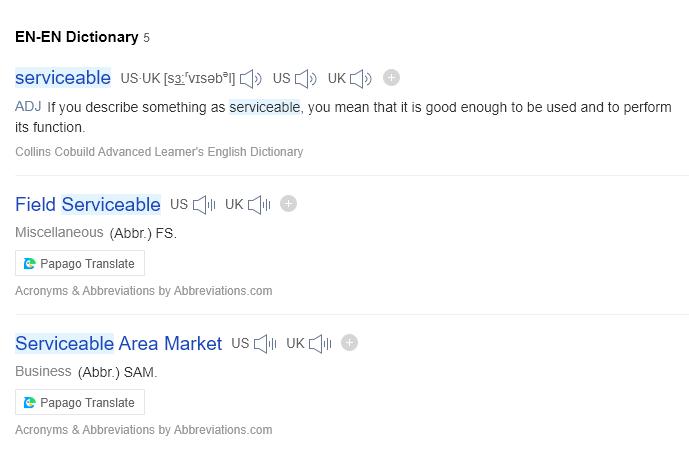 EN-EN Dictionary 5
serviceable US·UK [sɜːʳvɪsəbᵊl] US UK
ADJ If you describe something as serviceable, you mean that it is good enough to be used and to perform
its function.
Collins Cobuild Advanced Learner's English Dictionary
Field Serviceable US UK
Miscellaneous (Abbr.) FS.
Papago Translate
Acronyms & Abbreviations by Abbreviations.com
Serviceable Area Market US UK
Business (Abbr.) SAM.
Papago Translate
Acronyms & Abbreviations by Abbreviations.com